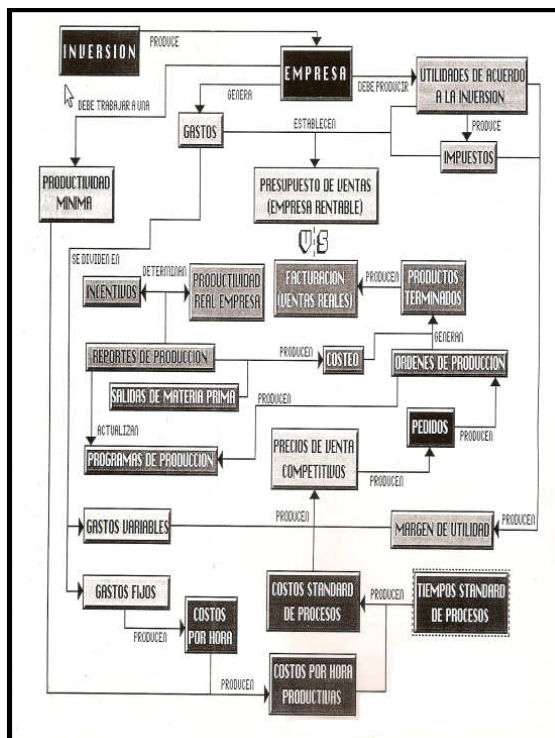 INVERSION
PRODUCE
EMPRESA
DEBE PRODUCIR
UTILIDADES DE ACUERDO
A LA INVERSION
DEBE TRABAJAR A UNA
GENERA
GASTOS
ESTABLECEN
PRODUCE
IMPUESTOS
PRODUCTIVIDAD
MINIMA
PRESUPUESTO DE VENTAS
(EMPRESA RENTABLE)
VS
SE DIVIDEN EN
DETERMINAN
INCENTIVOS
PRODUCTIVIDAD
REAL EMPRESA
FACTURACION
(VENTAS REALES)
PRODUCEN
PRODUCTOS
TERMINADOS
GENERAN
REPORTES DE PRODUCCION
PRODUCEN
COSTEO
ORDENES DE PRODUCCION
SALIDAS DE MATERIA PRIMA
PRODUCEN
ACTUALIZAN
PROGRAMAS DE PRODUCCION
PEDIDOS
PRODUCEN
PRECIOS DE VENTA
COMPETITIVOS
PRODUCEN
GASTOS VARIABLES
PRODUCEN
MARGEN DE UTILIDAD
PRODUCEN
GASTOS FIJOS
PRODUCEN
COSTOS
POR HORA
COSTOS STANDARD
DE PROCESOS
PRODUCEN
TIEMPOS STANDARD
DE PROCESOS
PRODUCEN
COSTOS POR HORA
PRODUCTIVAS